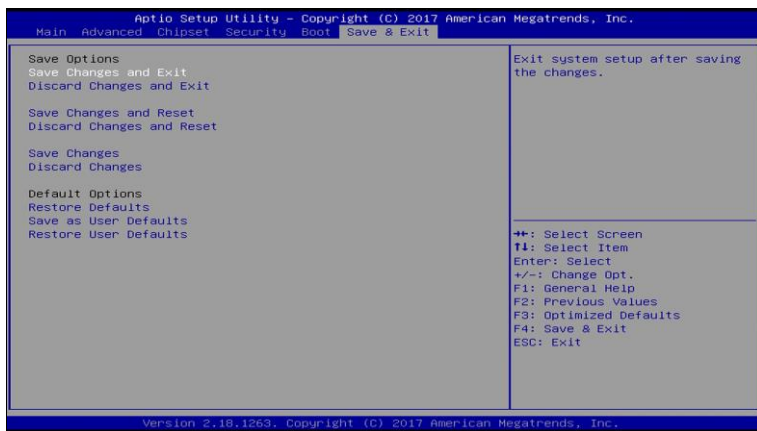 Aptio Setup Utility – Copyright (C) 2017 American Megatrends, Inc.
Main Advanced Chipset Security Boot Save & Exit
Save Options
Save Changes and Exit
Discard Changes and Exit
Save Changes and Reset
Discard Changes and Reset
Save Changes
Discard Changes
Default Options
Restore Defaults
Save as User Defaults
Restore User Defaults
Exit system setup after saving
the changes.
→←: Select Screen
↑↓: Select Item
Enter: Select
+/-: Change Opt.
F1: General Help
F2: Previous Values
F3: Optimized Defaults
F4: Save & Exit
ESC: Exit
Version 2.18.1263. Copyright (C) 2017 American Megatrends, Inc.